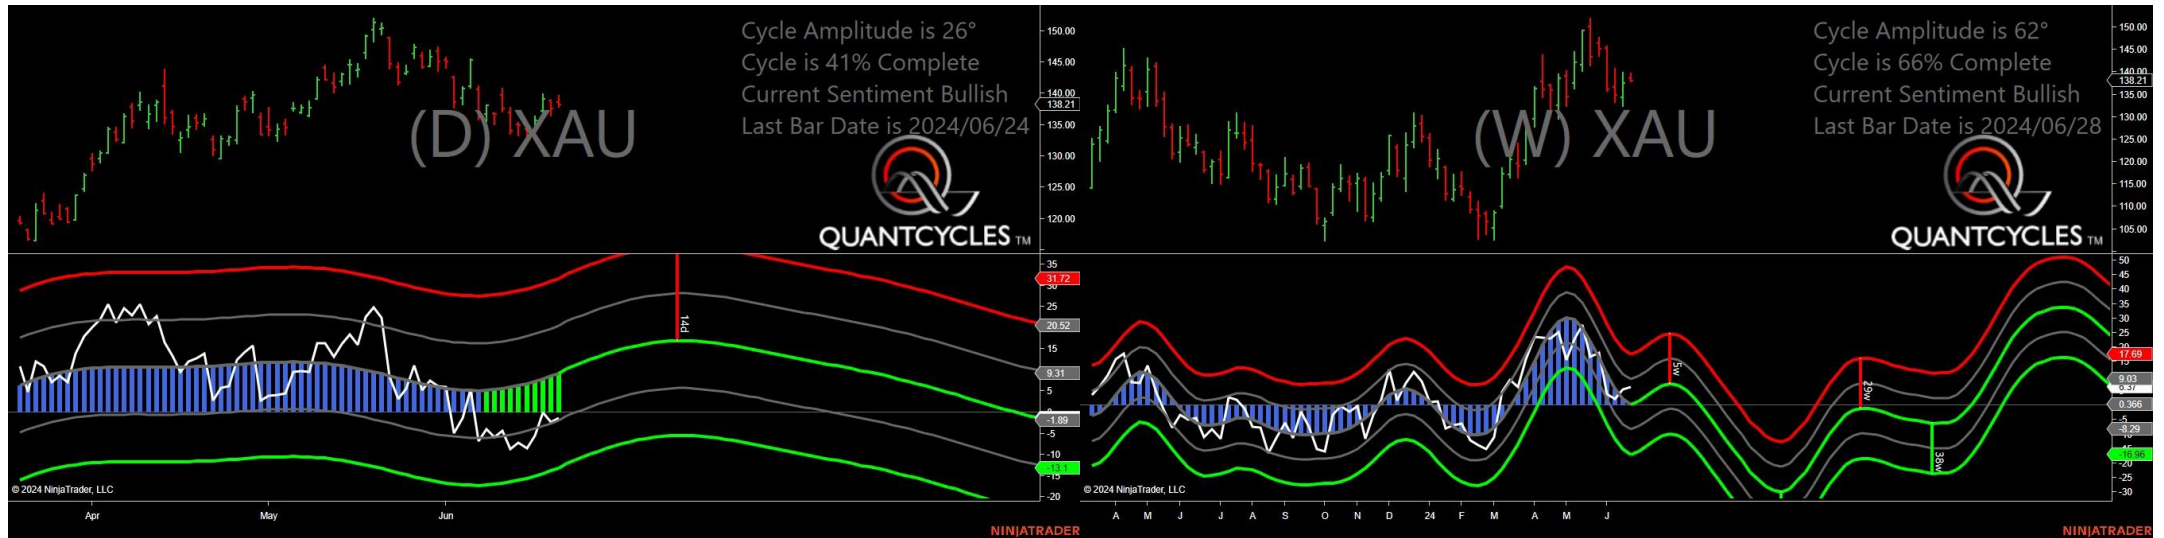 Cycle Amplitude is 26°
Cycle is 41% Complete
Current Sentiment Bullish
Last Bar Date is 2024/06/24
(D) XAU
QUANTCYCLES TM
150.00
145.00
140.00
138.21
135.00
130.00
125.00
120.00
35
31.72
30
25
20.52
15
9.31
5
-1.89
-5
-10
-13.1
-15
-20
14d
© 2024 NinjaTrader, LLC
Apr
May
Jun
NINJATRADER
Cycle Amplitude is 62°
Cycle is 66% Complete
Current Sentiment Bullish
Last Bar Date is 2024/06/28
(W) XAU
QUANTCYCLES TM
150.00
145.00
140.00
138.21
135.00
130.00
125.00
120.00
115.00
110.00
105.00
50
45
40
35
30
25
17.69
9.03
0.366
-5
-8.29
-16.96
-20
-25
-30
5w
29w
38w
© 2024 NinjaTrader, LLC
A M J J A S O N D 24 F M A M J
NINJATRADER